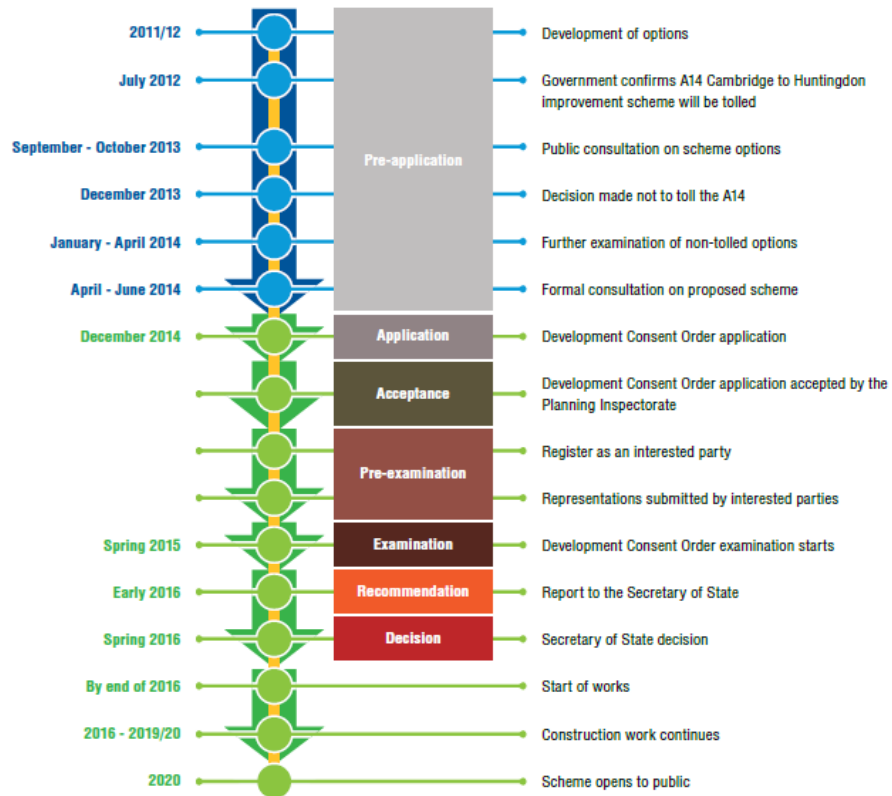 2011/12
Development of options
July 2012
Government confirms A14 Cambridge to Huntingdon
improvement scheme will be tolled
September - October 2013
Pre-application
Public consultation on scheme options
December 2013
Decision made not to toll the A14
January - April 2014
Further examination of non-tolled options
April - June 2014
Formal consultation on proposed scheme
December 2014
Application
Development Consent Order application
Acceptance
Development Consent Order application accepted by the
Planning Inspectorate
Register as an interested party
Pre-examination
Representations submitted by interested parties
Spring 2015
Examination
Development Consent Order examination starts
Early 2016
Recommendation
Report to the Secretary of State
Spring 2016
Decision
Secretary of State decision
By end of 2016
Start of works
2016 - 2019/20
Construction work continues
2020
Scheme opens to public